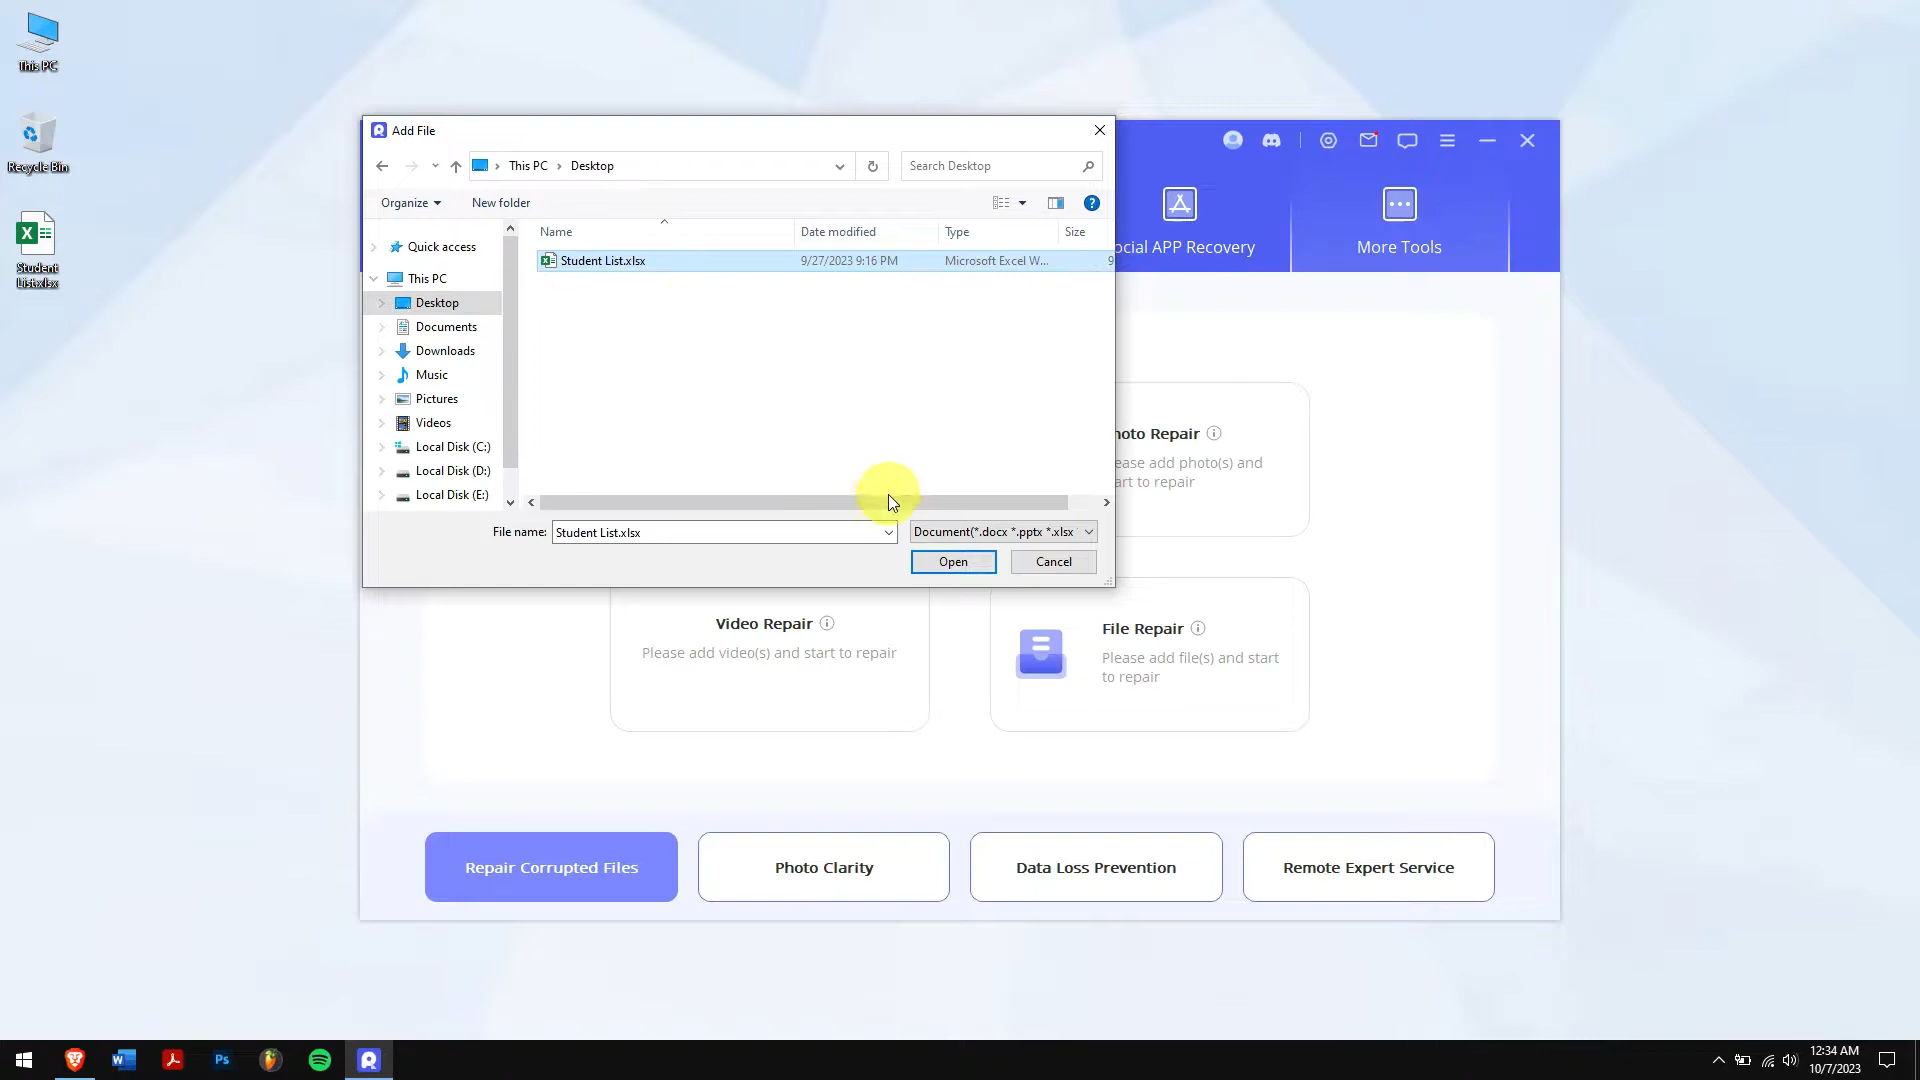 This PC
Recycle Bin
Student
List.xlsx
Add File
This PC
Desktop
Search Desktop
Organize
New folder
Name
Date modified
Type
Size
Quick access
This PC
Desktop
Documents
Downloads
Music
Pictures
Videos
Local Disk (C:)
Local Disk (D:)
Local Disk (E:)
Student List.xlsx
9/27/2023 9:16 PM
Microsoft Excel W...
9
File name:
Student List.xlsx
Document(*.docx *.pptx *.xlsx
Open
Cancel
ocial APP Recovery
More Tools
hoto Repair
ease add photo(s) and
art to repair
Video Repair
Please add video(s) and start to repair
File Repair
Please add file(s) and start
to repair
Repair Corrupted Files
Photo Clarity
Data Loss Prevention
Remote Expert Service
W
Ps
12:34 AM
10/7/2023